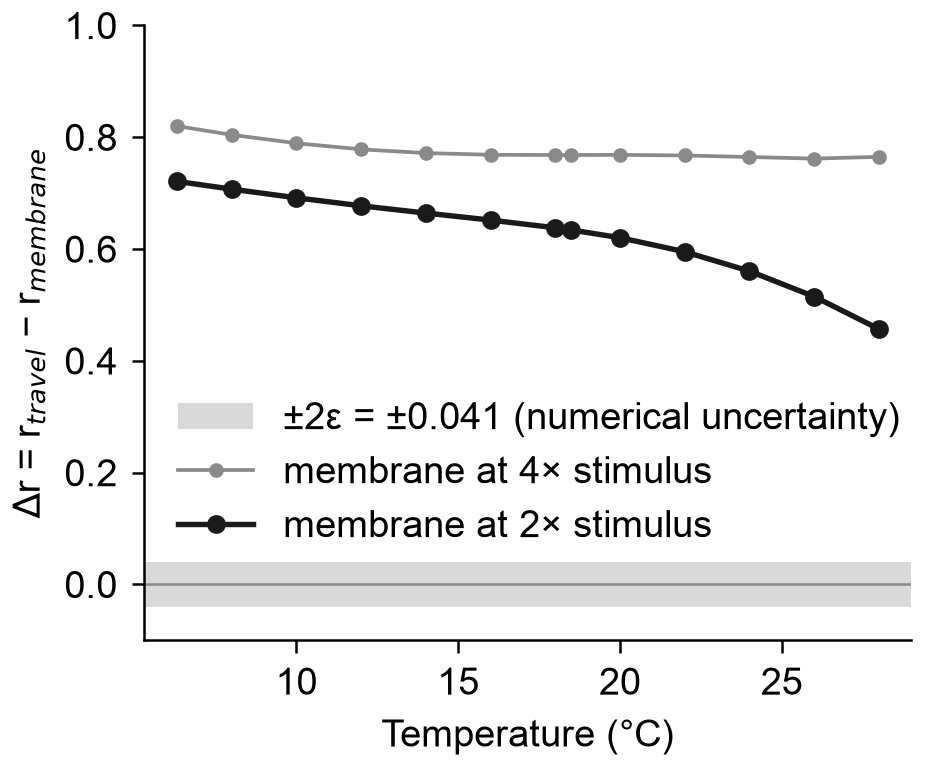 1.0
0.8
0.6
0.4
0.2
0.0
Δr = r_travel − r_membrane
±2ε = ±0.041 (numerical uncertainty)
membrane at 4× stimulus
membrane at 2× stimulus
10 15 20 25
Temperature (°C)